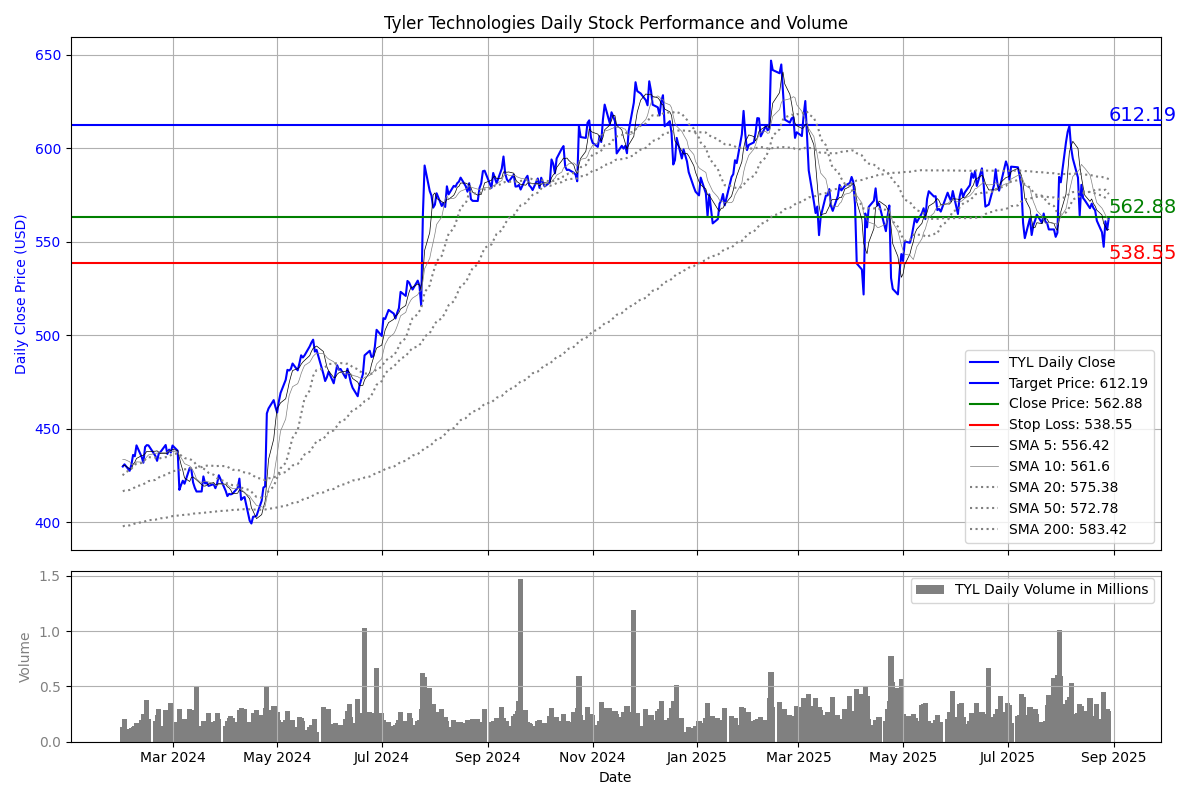 Tyler Technologies Daily Stock Performance and Volume
Daily Close Price (USD)
650
600
550
500
450
400
612.19
562.88
538.55
TYL Daily Close
Target Price: 612.19
Close Price: 562.88
Stop Loss: 538.55
SMA 5: 556.42
SMA 10: 561.6
SMA 20: 575.38
SMA 50: 572.78
SMA 200: 583.42
Volume
1.5
1.0
0.5
0.0
TYL Daily Volume in Millions
Mar 2024
May 2024
Jul 2024
Sep 2024
Nov 2024
Jan 2025
Mar 2025
May 2025
Jul 2025
Sep 2025
Date